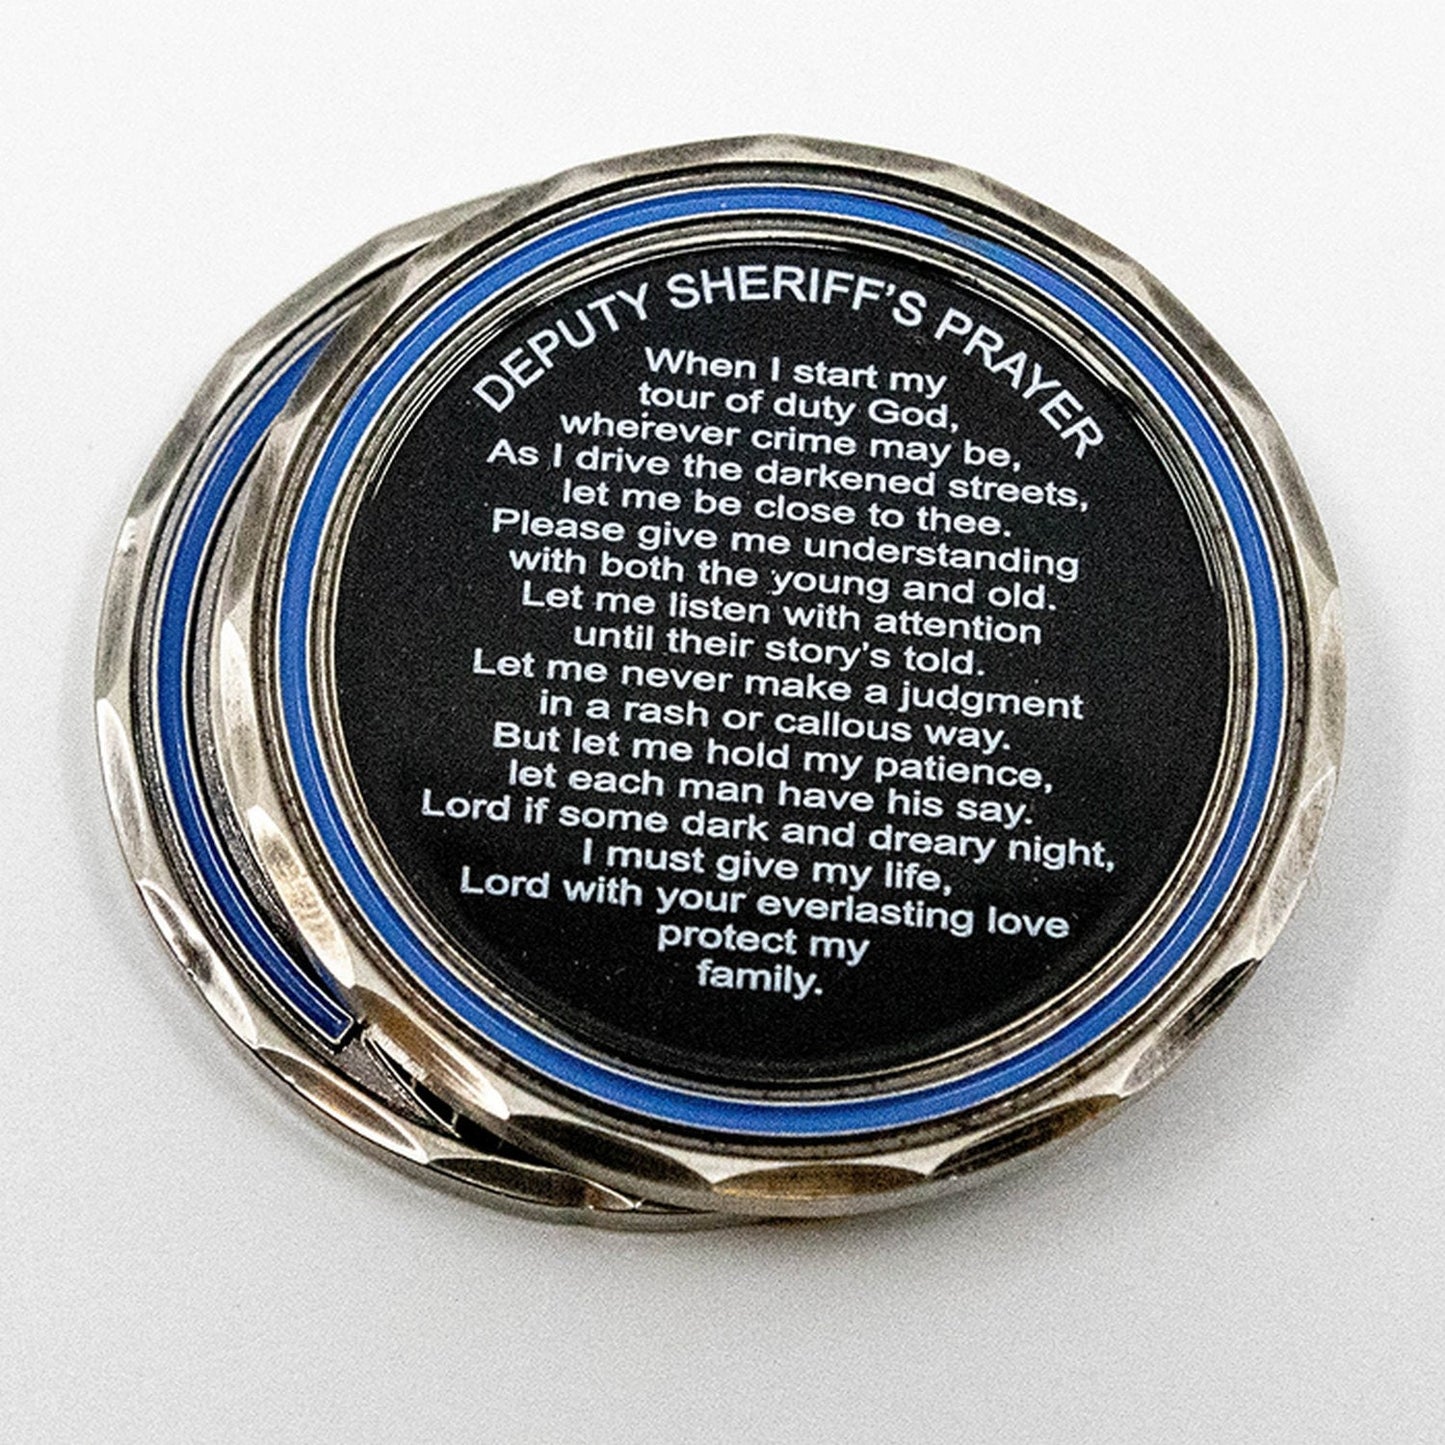 DEPUTY SHERIFF'S PRAYER
When I start my
tour of duty God,
wherever crime may be,
As I drive the darkened streets,
let me be close to thee.
Please give me understanding
with both the young and old.
Let me listen with attention
until their story's told.
Let me never make a judgment
in a rash or callous way.
But let me hold my patience,
let each man have his say.
Lord if some dark and dreary night,
I must give my life,
Lord with your everlasting love
protect my
family.